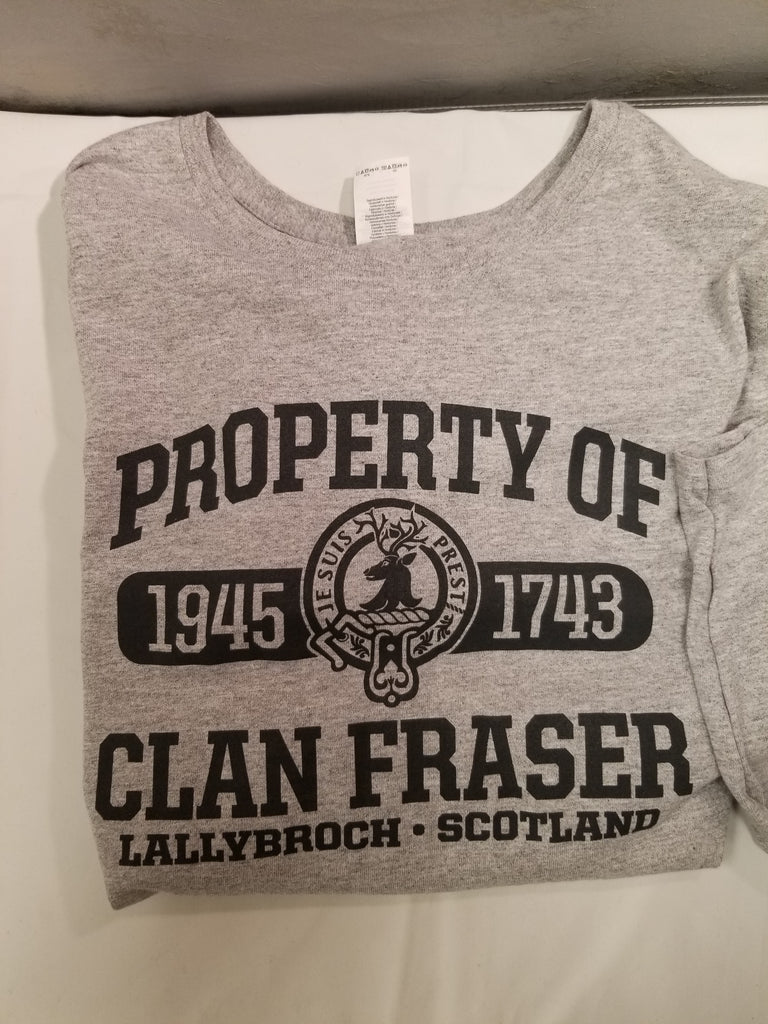 PROPERTY OF
1945 JE SUIS PREST 1743
CLAN FRASER
LALLYBROCH • SCOTLAND